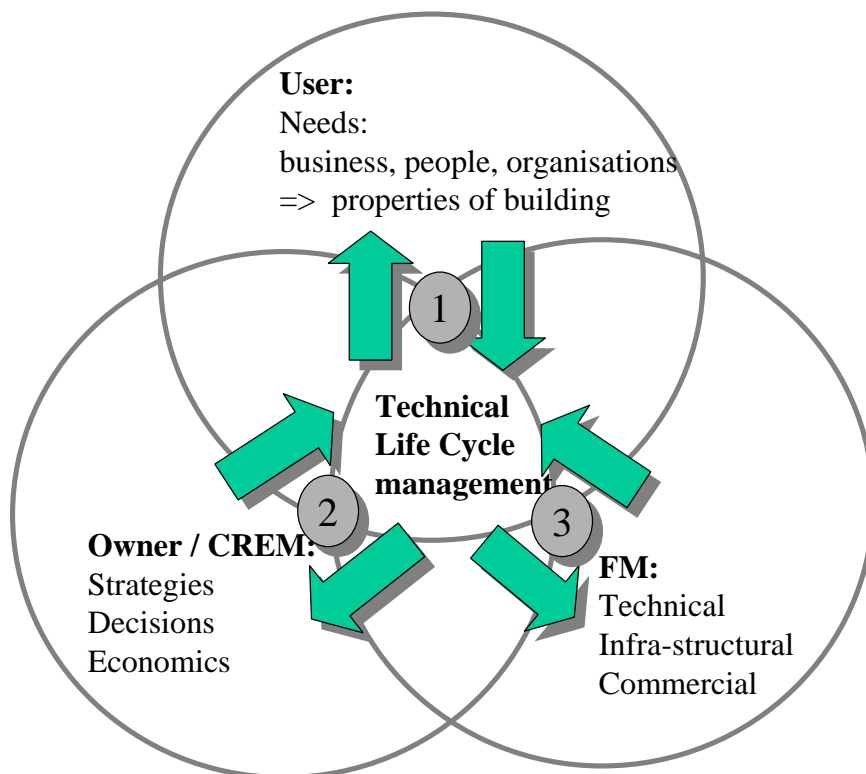 User:
Needs:
business, people, organisations
=> properties of building
1
Technical
Life Cycle
management
2
3
Owner / CREM:
Strategies
Decisions
Economics
FM:
Technical
Infra-structural
Commercial